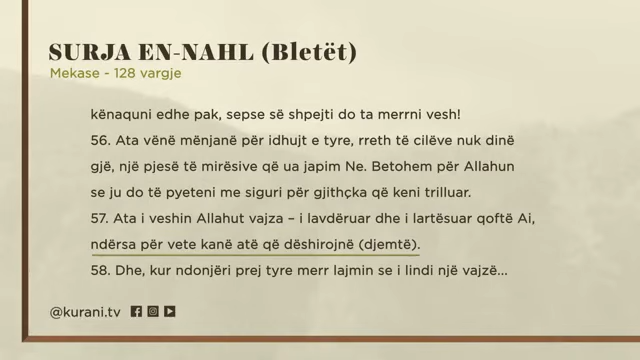 SURJA EN-NAHL (Bletët)
Mekase - 128 vargje
kënaquni edhe pak, sepse së shpejti do ta merrni vesh!
56. Ata vënë mënjanë për idhujt e tyre, rreth të cilëve nuk dinë
gjë, një pjesë të mirësive që ua japim Ne. Betohem për Allahun
se ju do të pyeteni me siguri për gjithçka që keni trilluar.
57. Ata i veshin Allahut vajza – i lavdëruar dhe i lartësuar qoftë Ai,
ndërsa për vete kanë atë që dëshirojnë (djemtë).
58. Dhe, kur ndonjëri prej tyre merr lajmin se i lindi një vajzë...
@kurani.tv